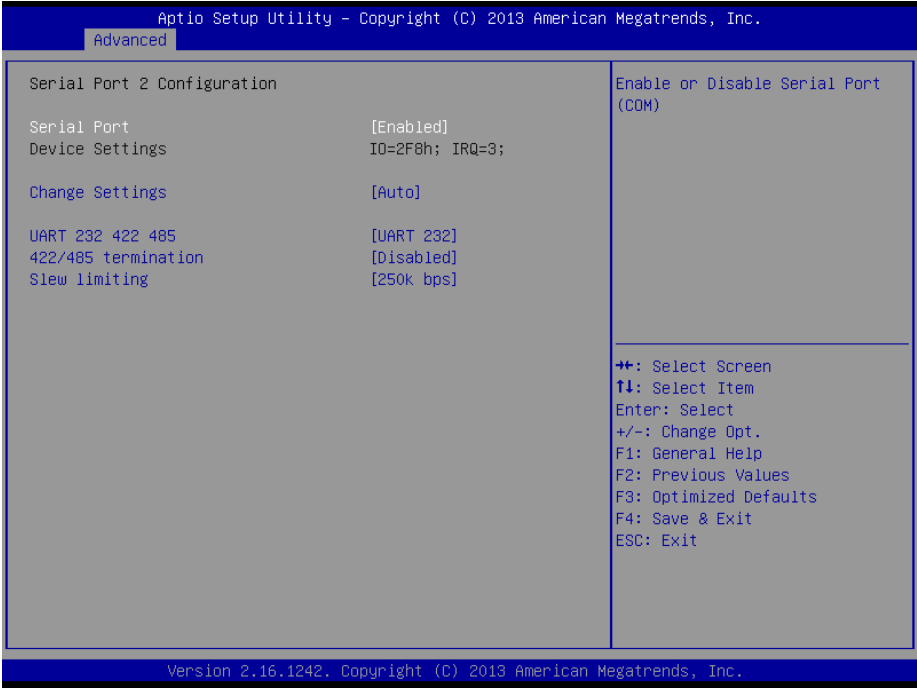 Aptio Setup Utility – Copyright (C) 2013 American Megatrends, Inc.
Advanced
Serial Port 2 Configuration
Serial Port [Enabled]
Device Settings IO=2F8h; IRQ=3;
Change Settings [Auto]
UART 232 422 485 [UART 232]
422/485 termination [Disabled]
Slew limiting [250k bps]
Enable or Disable Serial Port
(COM)
→←: Select Screen
↑↓: Select Item
Enter: Select
+/-: Change Opt.
F1: General Help
F2: Previous Values
F3: Optimized Defaults
F4: Save & Exit
ESC: Exit
Version 2.16.1242. Copyright (C) 2013 American Megatrends, Inc.